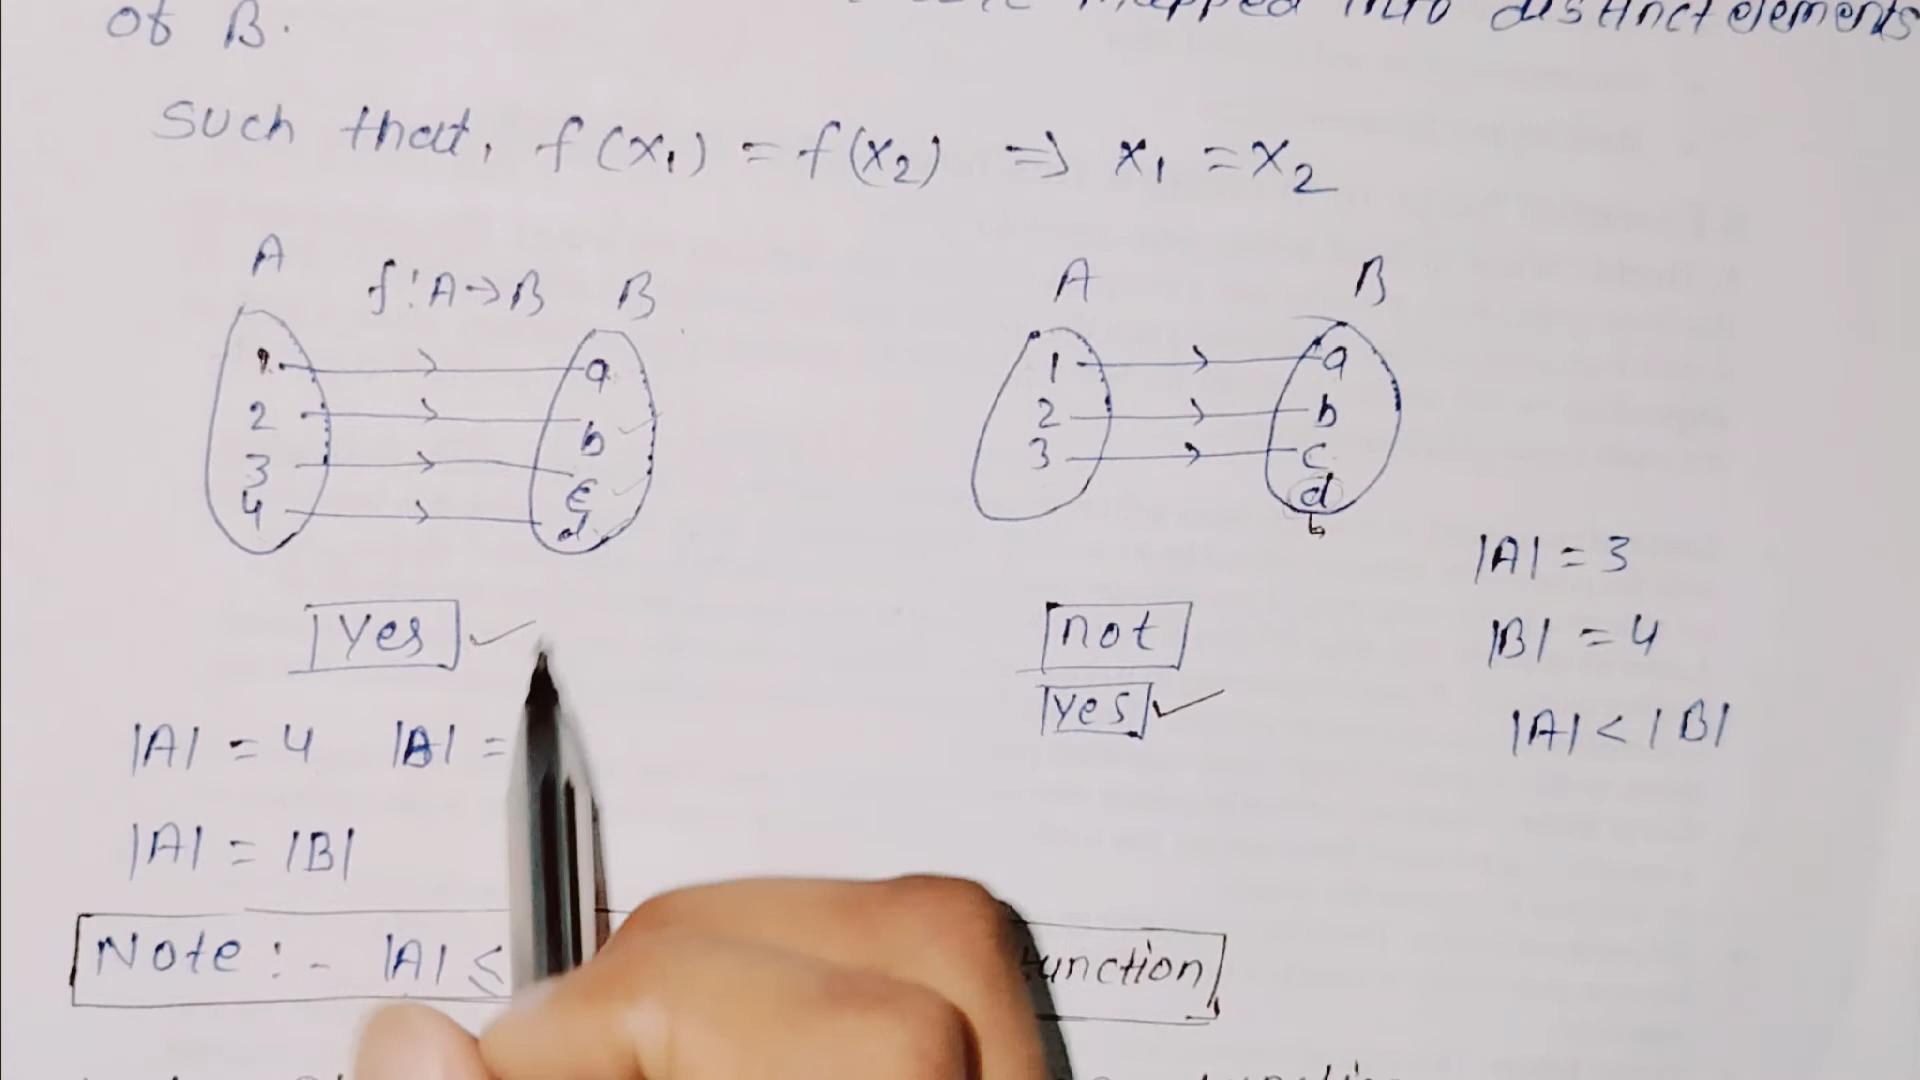 mapped into distinct elements
of B.
Such that, f(x₁) = f(x₂) ⇒ x₁ = x₂
A f:A→B B
1 a
2 b
3 c
4 d
A B
1 a
2 b
3 c
d
b
Yes
not
yes
|A| = 3
|B| = 4
|A| < |B|
|A| = 4 |B| =
|A| = |B|
Note :- |A| ≤ function